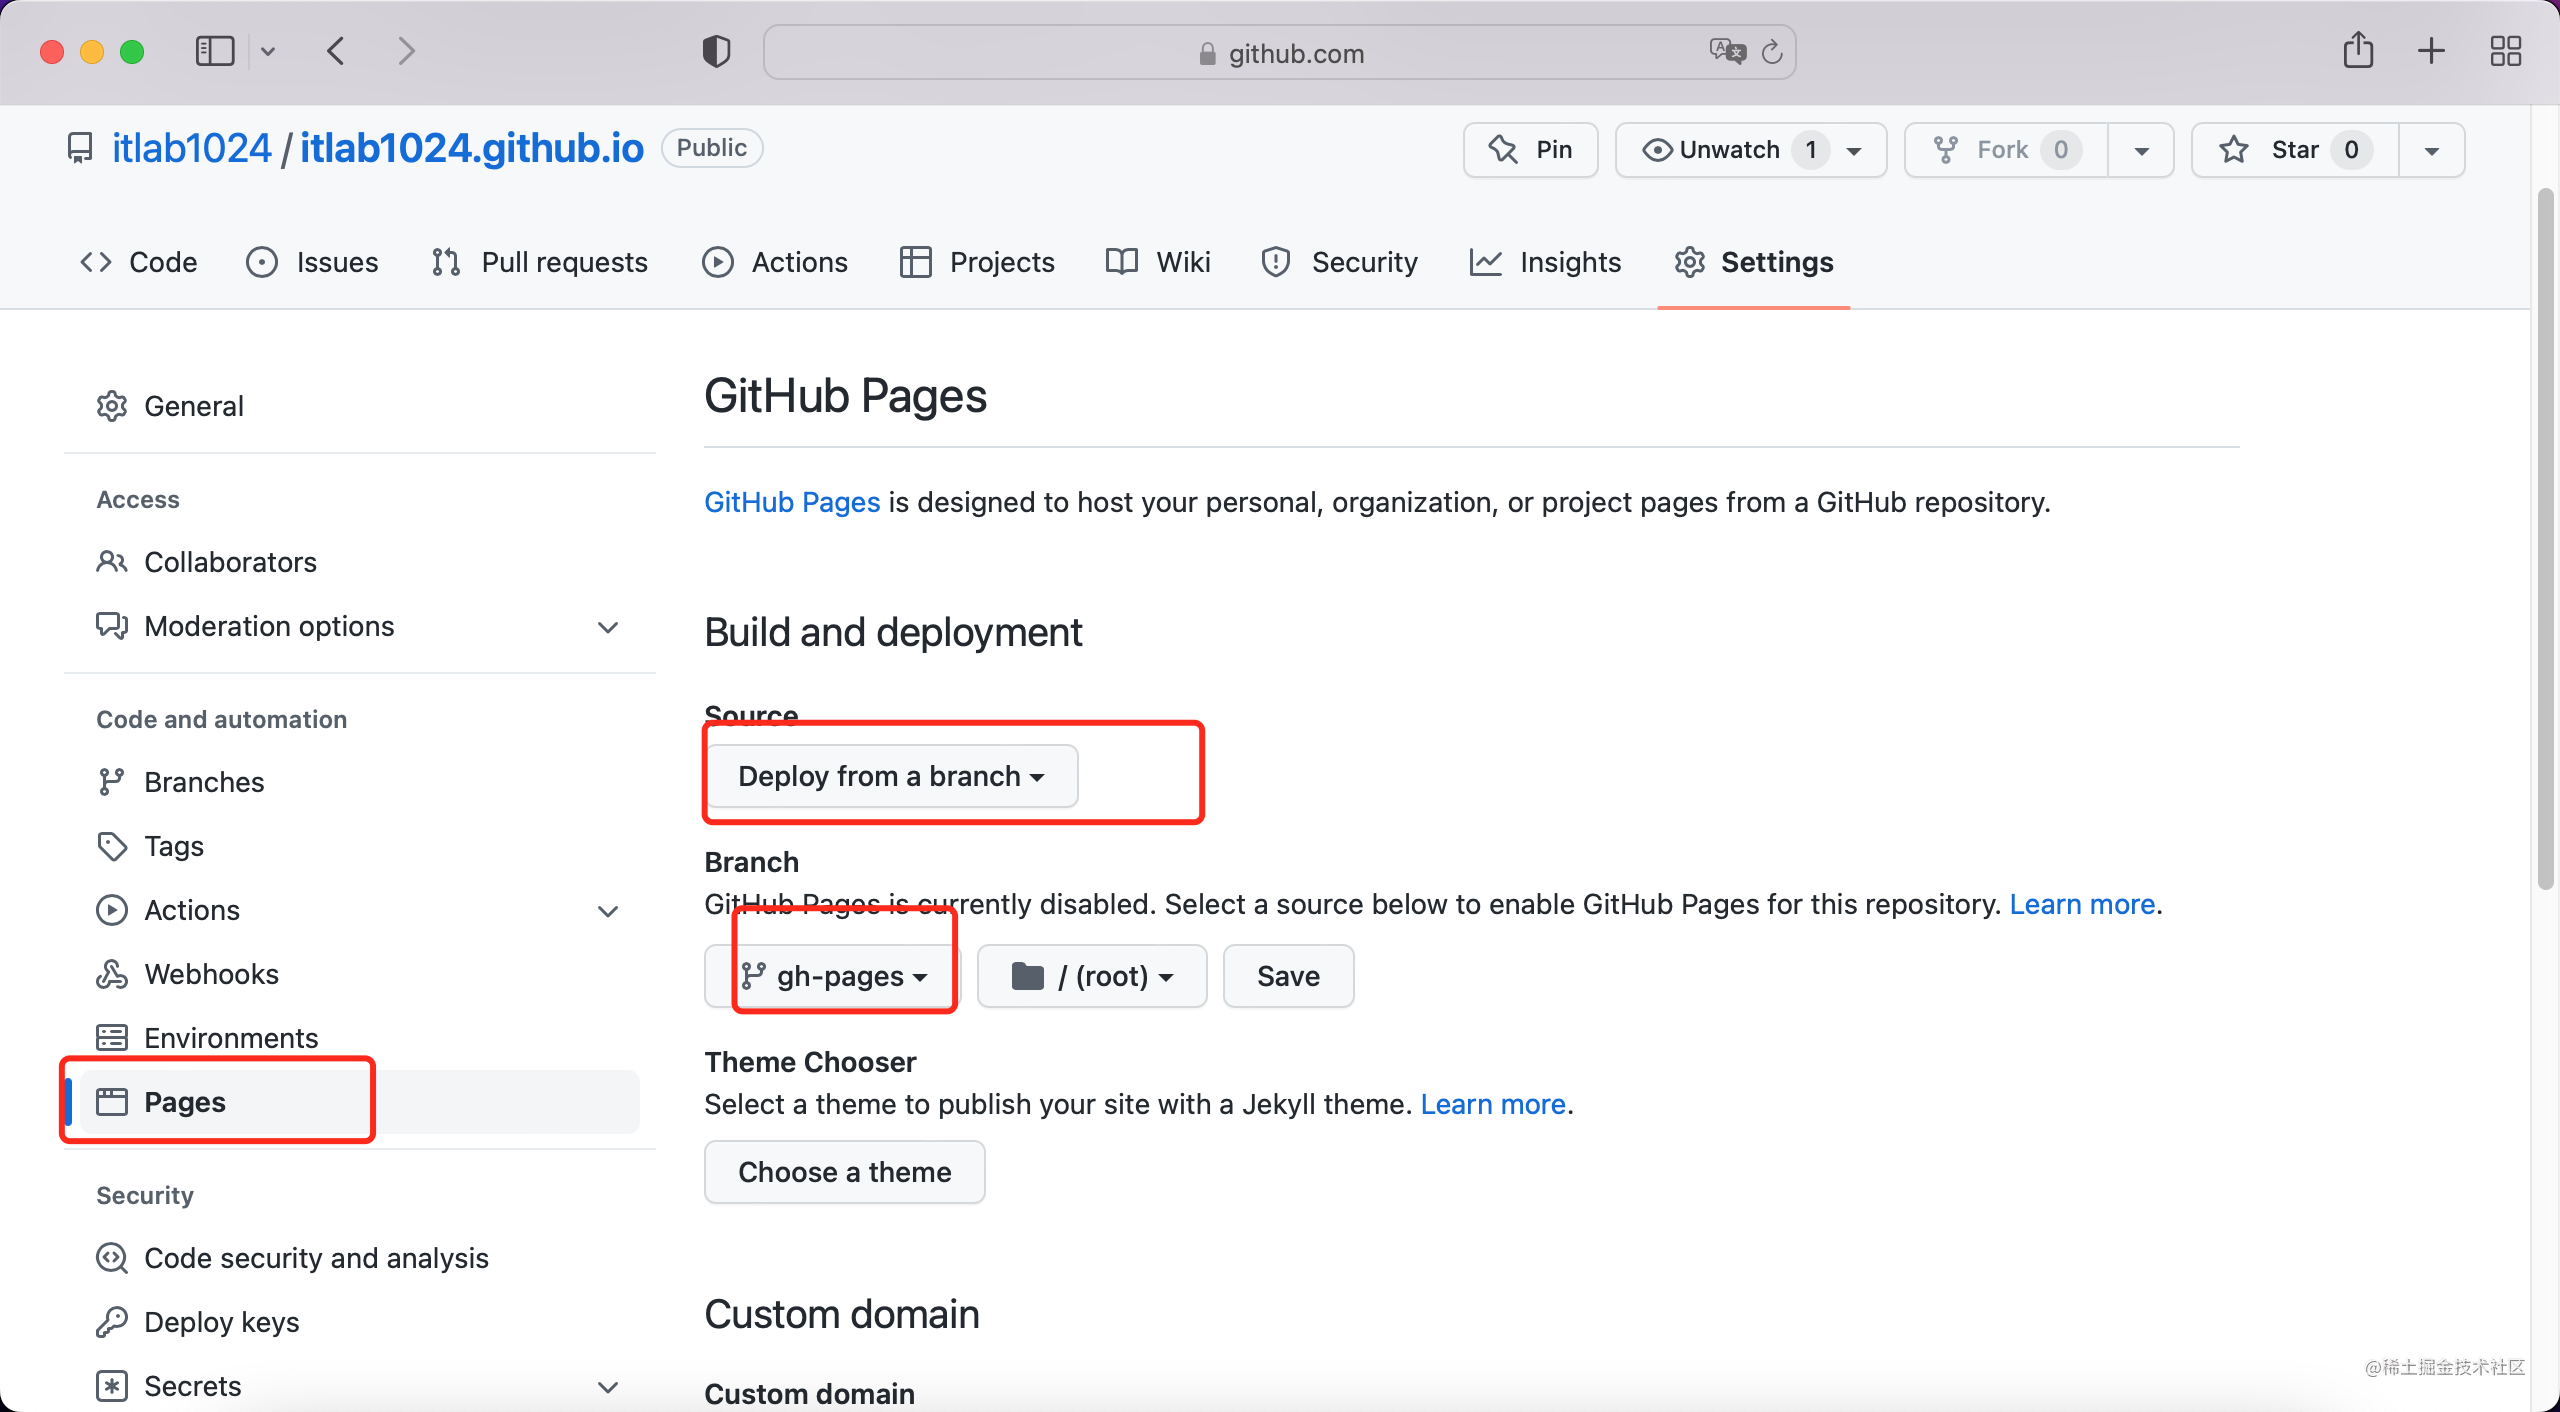 github.com
itlab1024 / itlab1024.github.io Public
Pin
Unwatch 1
Fork 0
Star 0
Code
Issues
Pull requests
Actions
Projects
Wiki
Security
Insights
Settings
General
Access
Collaborators
Moderation options
Code and automation
Branches
Tags
Actions
Webhooks
Environments
Pages
Security
Code security and analysis
Deploy keys
Secrets
GitHub Pages
GitHub Pages is designed to host your personal, organization, or project pages from a GitHub repository.
Build and deployment
Source
Deploy from a branch
Branch
GitHub Pages is currently disabled. Select a source below to enable GitHub Pages for this repository. Learn more.
gh-pages
/ (root)
Save
Theme Chooser
Select a theme to publish your site with a Jekyll theme. Learn more.
Choose a theme
Custom domain
Custom domain
@稀土掘金技术社区